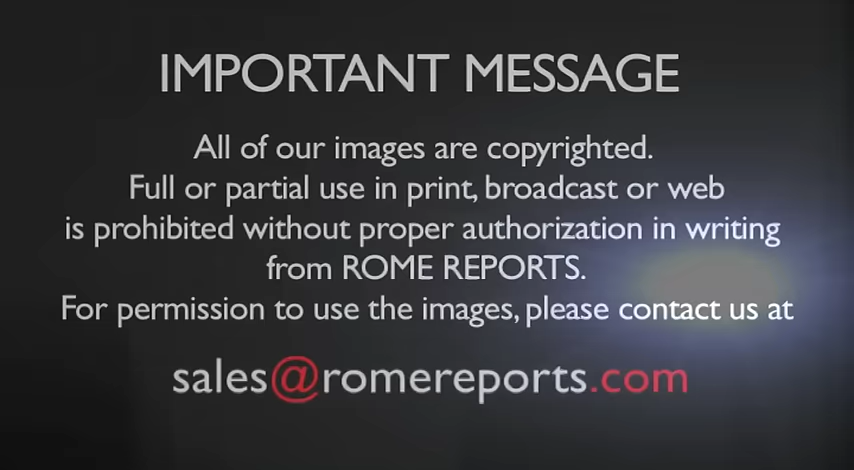 IMPORTANT MESSAGE
All of our images are copyrighted.
Full or partial use in print, broadcast or web
is prohibited without proper authorization in writing
from ROME REPORTS.
For permission to use the images, please contact us at
sales@romereports.com